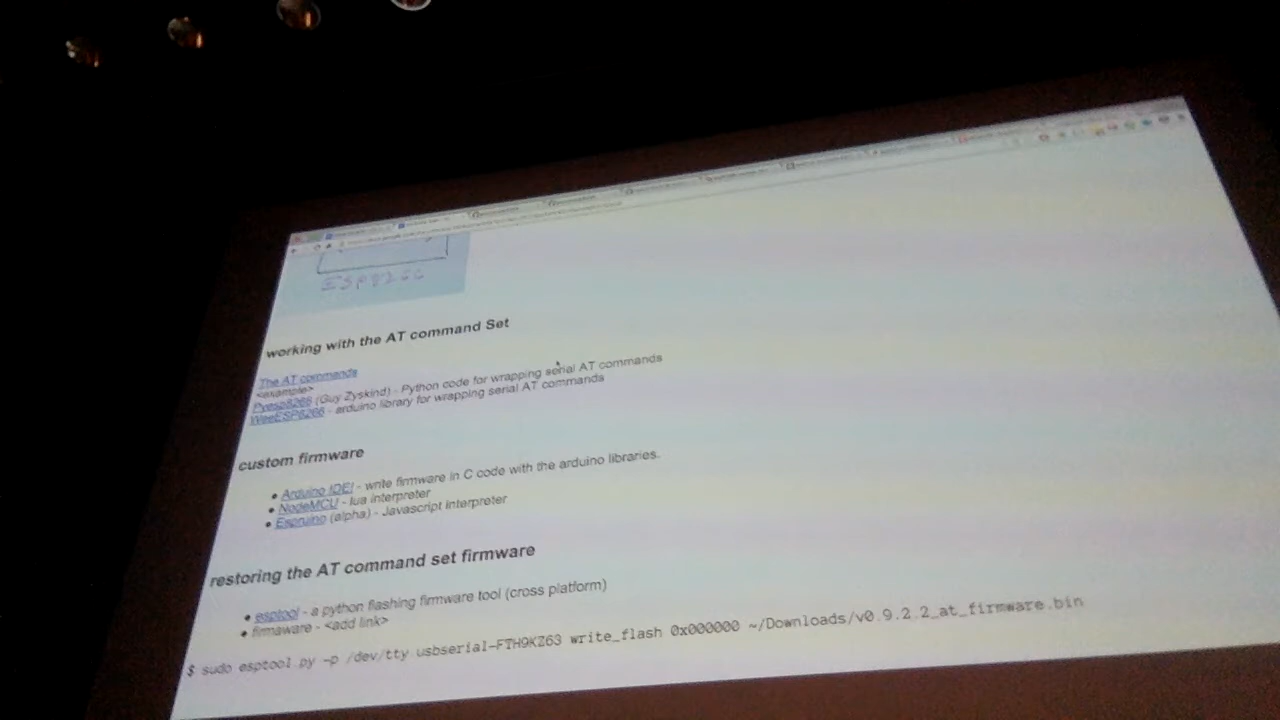 ESP8266
working with the AT command Set
The AT commands
<example>
Pyesp8266 (Guy Zyskind) - Python code for wrapping serial AT commands
WeeESP8266 - arduino library for wrapping serial AT commands
custom firmware
• Arduino IDE! - write firmware in C code with the arduino libraries.
• NodeMCU - lua interpreter
• Espruino (alpha) - Javascript Interpreter
restoring the AT command set firmware
• esptool - a python flashing firmware tool (cross platform)
• firmaware - <add link>
$ sudo esptool.py -p /dev/tty usbserial-FTH9KZ63 write_flash 0x000000 ~/Downloads/v0.9.2.2_at_firmware.bin